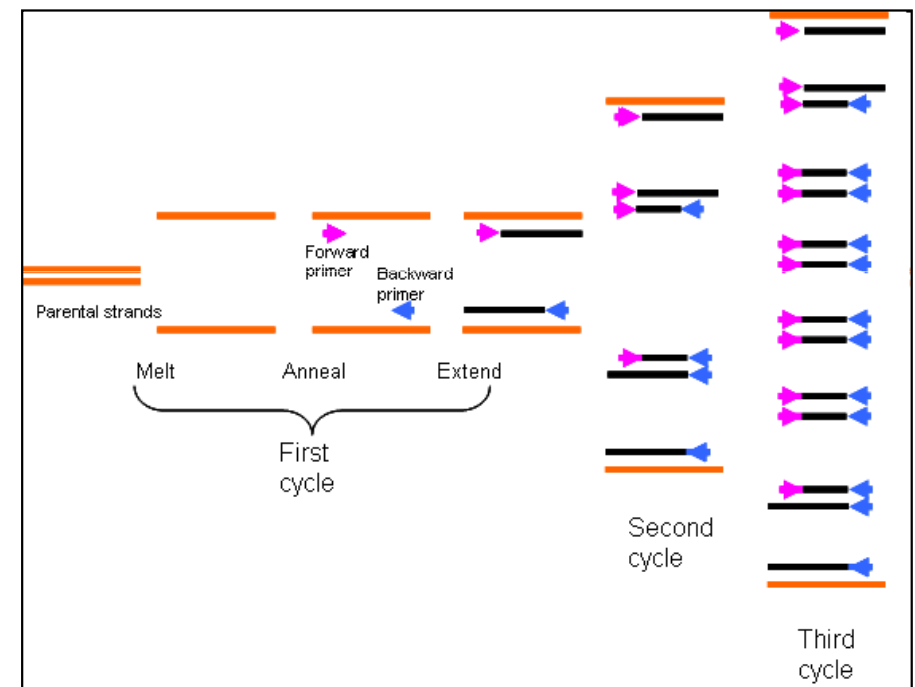 Forward
primer
Backward
primer
Parental strands
Melt
Anneal
Extend
First
cycle
Second
cycle
Third
cycle